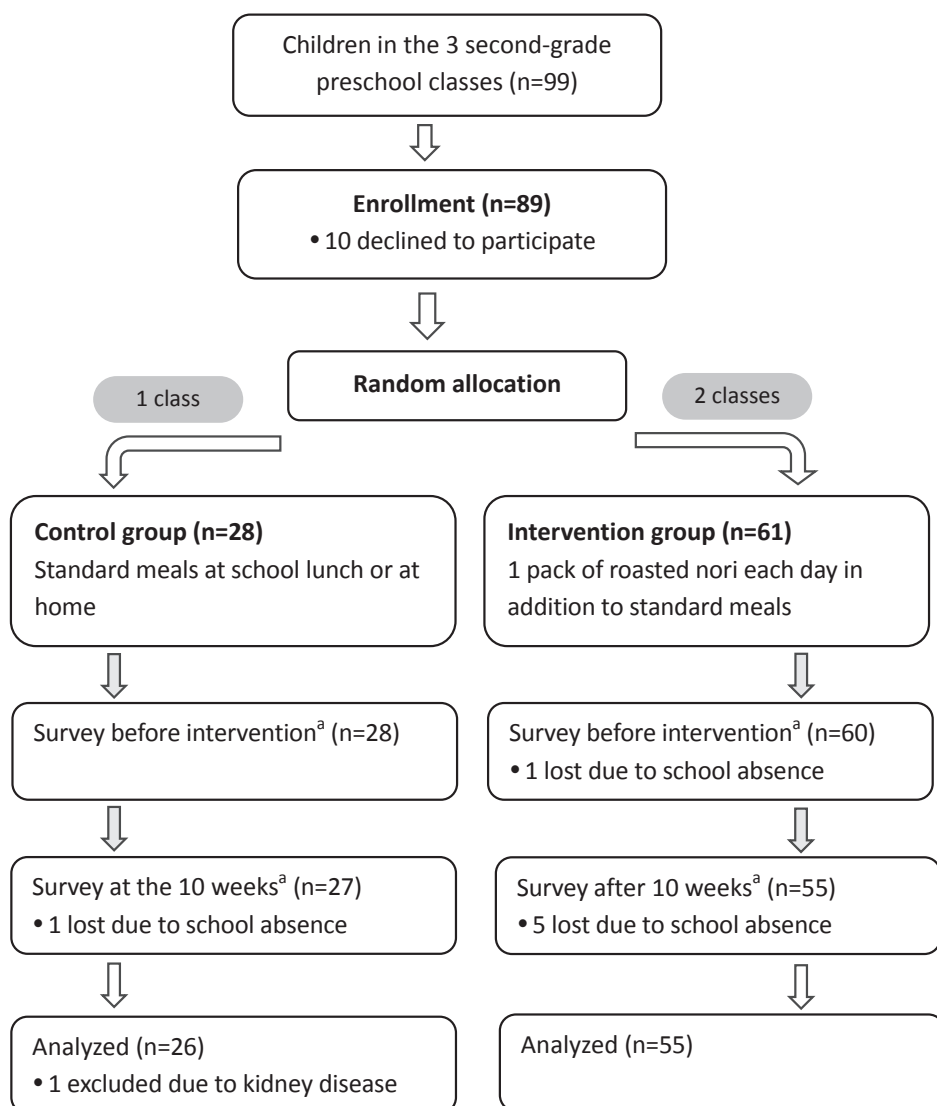 Children in the 3 second-grade
preschool classes (n=99)
Enrollment (n=89)
• 10 declined to participate
Random allocation
1 class
2 classes
Control group (n=28)
Standard meals at school lunch or at
home
Intervention group (n=61)
1 pack of roasted nori each day in
addition to standard meals
Survey before interventionᵃ (n=28)
Survey before interventionᵃ (n=60)
• 1 lost due to school absence
Survey at the 10 weeksᵃ (n=27)
• 1 lost due to school absence
Survey after 10 weeksᵃ (n=55)
• 5 lost due to school absence
Analyzed (n=26)
• 1 excluded due to kidney disease
Analyzed (n=55)